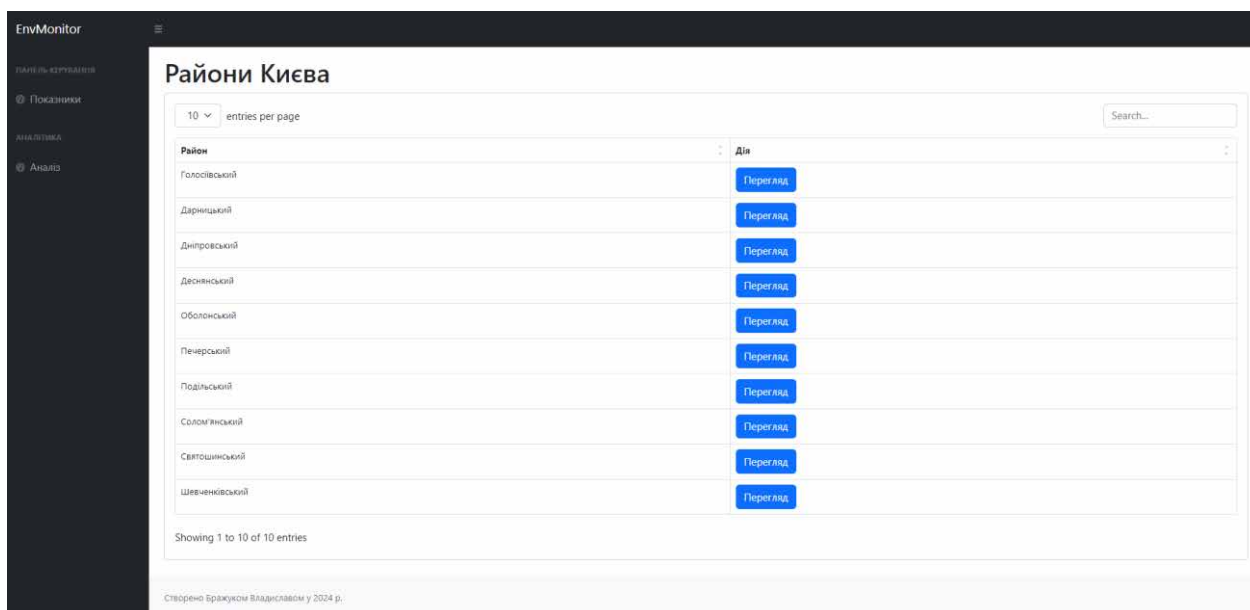 EnvMonitor
ПАНЕЛЬ КЕРУВАННЯ
Показники
АНАЛІТИКА
Аналіз
Райони Києва
10 entries per page
Search...
Район Дія
Голосіївський Перегляд
Дарницький Перегляд
Дніпровський Перегляд
Деснянський Перегляд
Оболонський Перегляд
Печерський Перегляд
Подільський Перегляд
Солом'янський Перегляд
Святошинський Перегляд
Шевченківський Перегляд
Showing 1 to 10 of 10 entries
Створено Бражуком Владиславом у 2024 р.